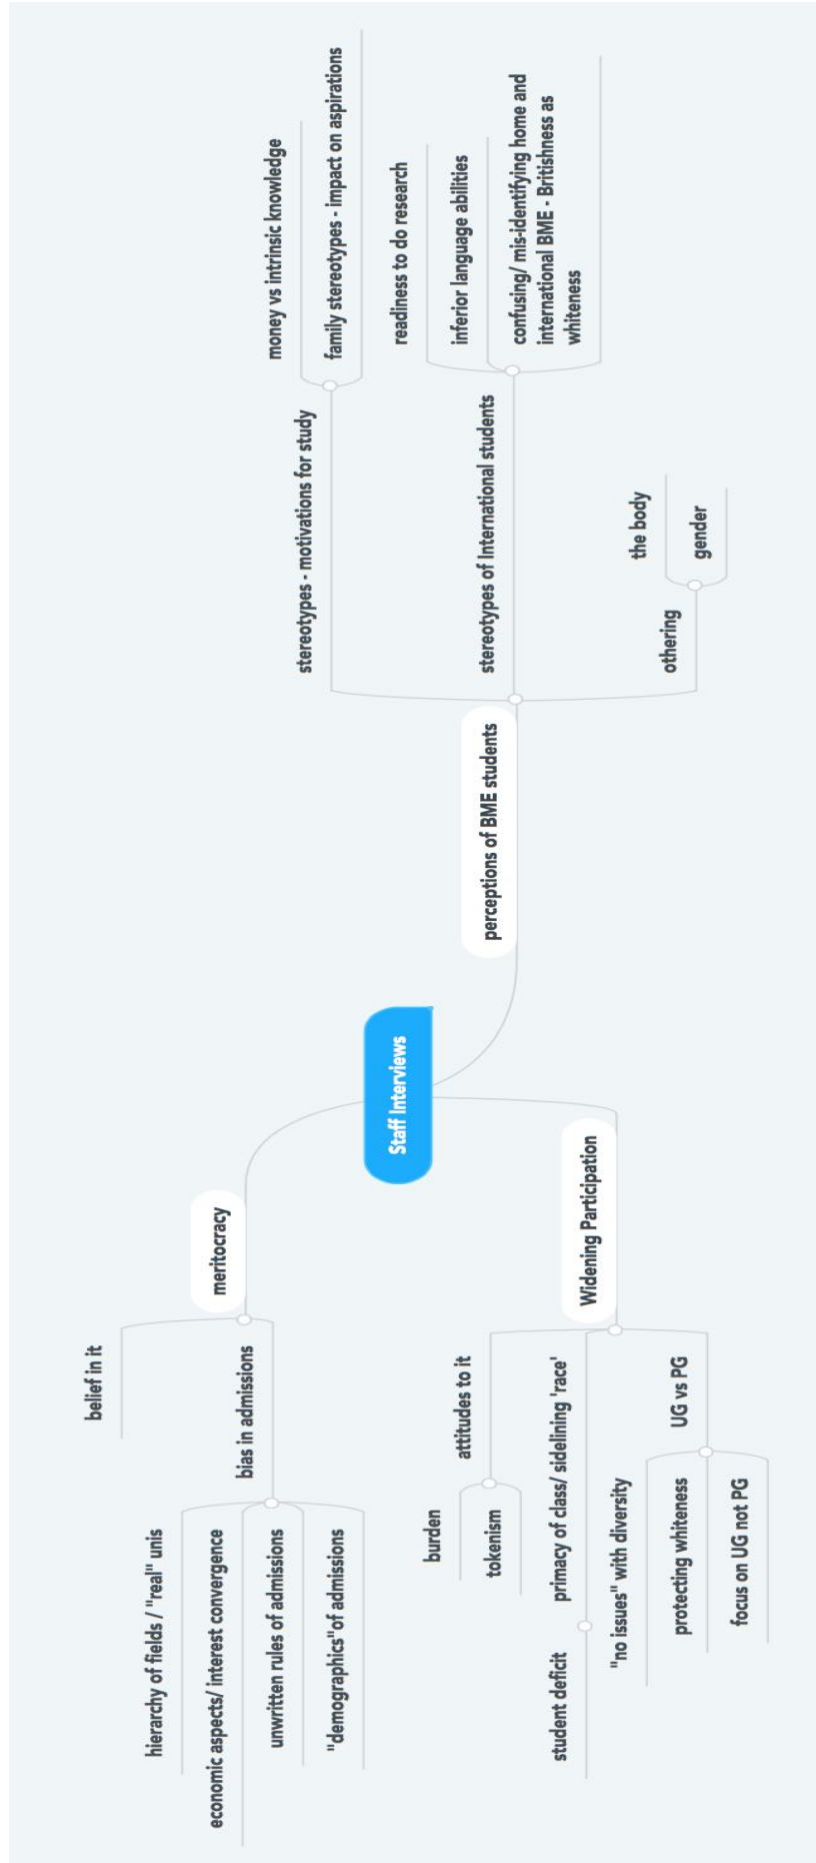 Staff Interviews
meritocracy
belief in it
bias in admissions
hierarchy of fields / "real" unis
economic aspects/ interest convergence
unwritten rules of admissions
"demographics"of admissions
Widening Participation
attitudes to it
burden
tokenism
primacy of class/ sidelining 'race'
student deficit
UG vs PG
"no issues" with diversity
protecting whiteness
focus on UG not PG
perceptions of BME students
stereotypes - motivations for study
money vs intrinsic knowledge
family stereotypes - impact on aspirations
stereotypes of International students
readiness to do research
inferior language abilities
confusing/ mis-identifying home and
international BME - Britishness as
whiteness
othering
the body
gender